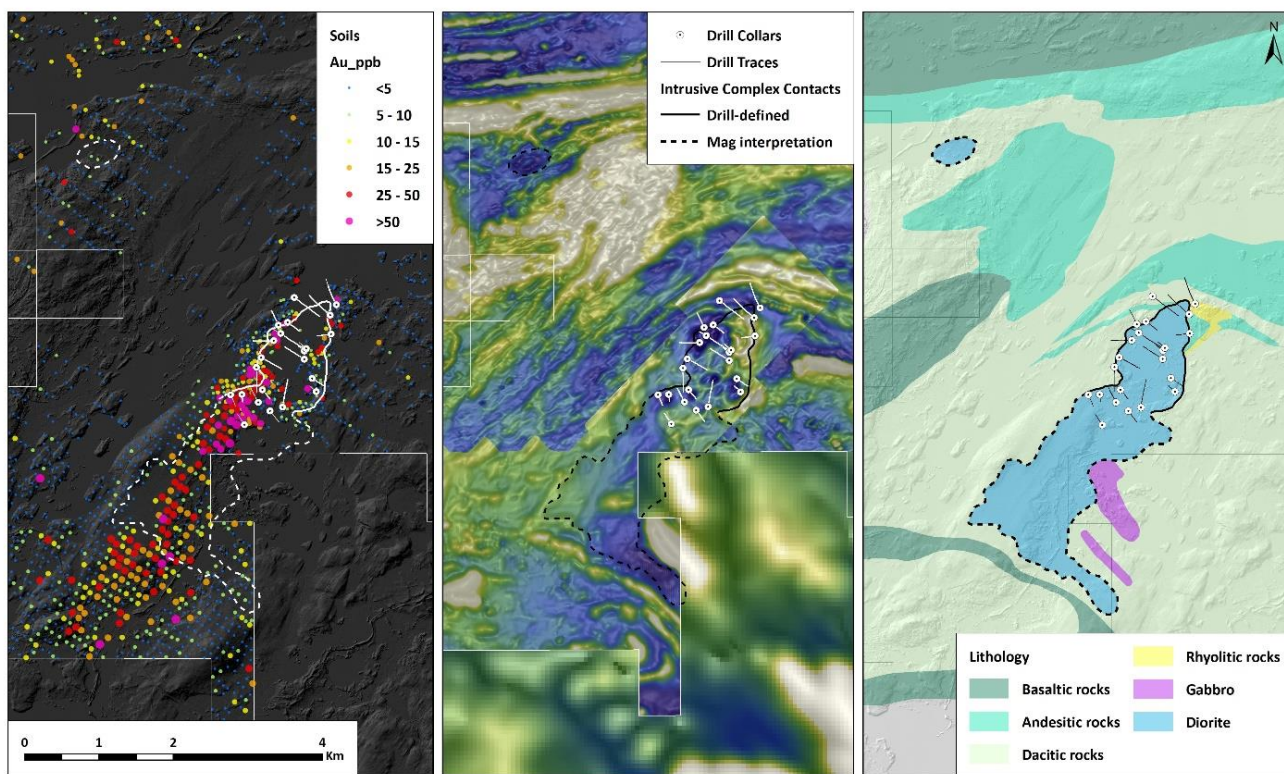 Soils
Au_ppb
<5
5 - 10
10 - 15
15 - 25
25 - 50
>50
0 1 2 4
Km
Drill Collars
Drill Traces
Intrusive Complex Contacts
Drill-defined
Mag interpretation
N
Lithology
Basaltic rocks
Andesitic rocks
Dacitic rocks
Rhyolitic rocks
Gabbro
Diorite